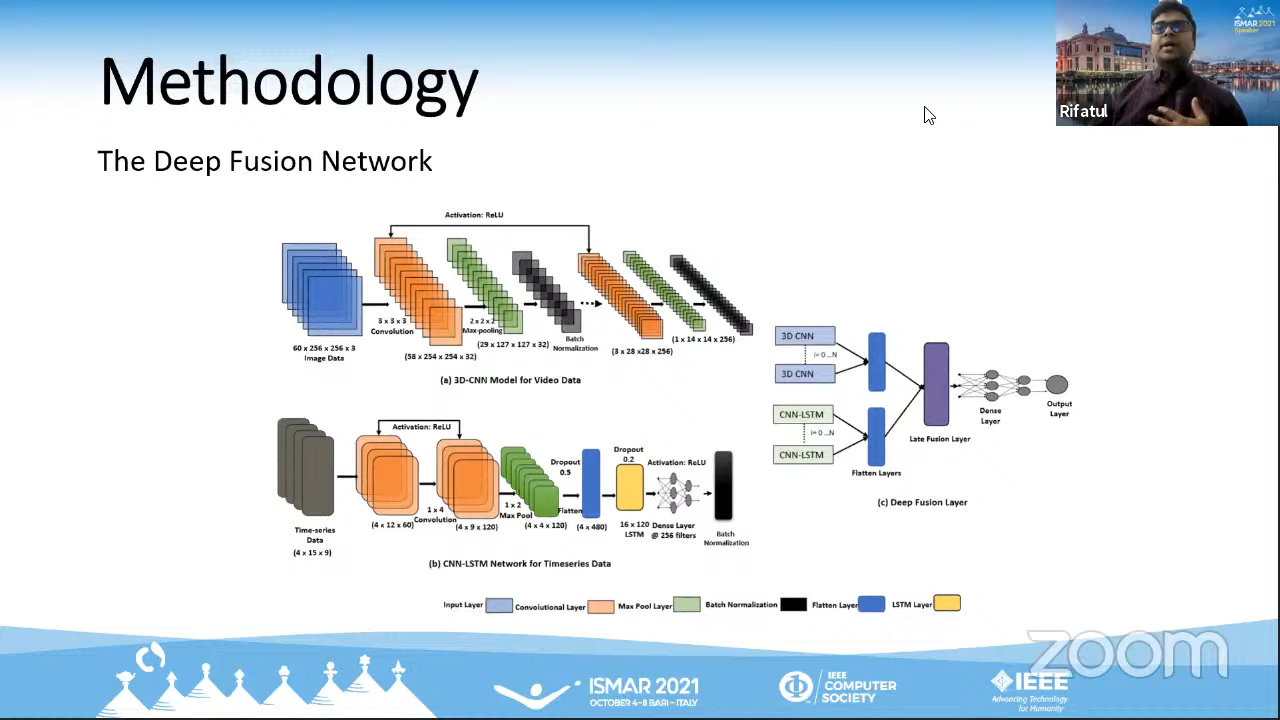 Methodology
The Deep Fusion Network
ISMAR 2021
Speaker
Rifatul
Activation: ReLU
3 x 3 x 3
Convolution
2 x 2 x 2
Max-pooling
Batch
Normalization
60 x 256 x 256 x 3
Image Data
(58 x 254 x 254 x 32)
(29 x 127 x 127 x 32)
(3 x 28 x28 x 256)
(1 x 14 x 14 x 256)
(a) 3D-CNN Model for Video Data
Activation: ReLU
Time-series
Data
(4 x 15 x 9)
(4 x 12 x 60)
1 x 4
Convolution
(4 x 9 x 120)
1 x 2
Max Pool
(4 x 4 x 120)
Dropout
0.5
Flatten
(4 x 480)
Dropout
0.2
16 x 120
LSTM
Activation: ReLU
Dense Layer
@ 256 filters
Batch
Normalization
(b) CNN-LSTM Network for Timeseries Data
3D CNN
i= 0 ...N
3D CNN
CNN-LSTM
i= 0 ...N
CNN-LSTM
Flatten Layers
Late Fusion Layer
Dense
Layer
Output
Layer
(c) Deep Fusion Layer
Input Layer Convolutional Layer Max Pool Layer Batch Normalization Flatten Layer LSTM Layer
zoom
ISMAR 2021
OCTOBER 4–8 BARI – ITALY
IEEE
COMPUTER
SOCIETY
IEEE
Advancing Technology
for Humanity